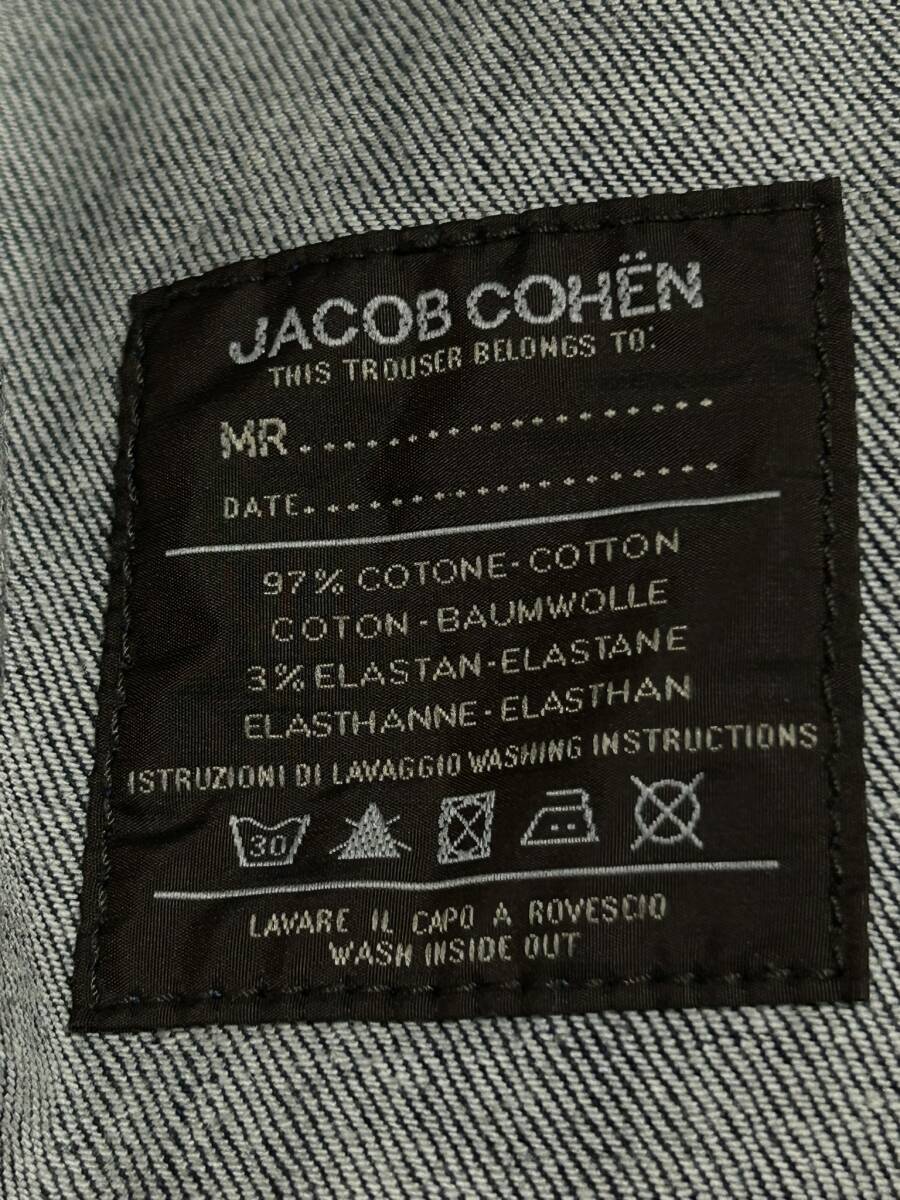 JACOB COHËN
THIS TROUSER BELONGS TO:
MR....................
DATE....................
97% COTONE-COTTON
COTON-BAUMWOLLE
3% ELASTAN-ELASTANE
ELASTHANNE-ELASTHAN
ISTRUZIONI DI LAVAGGIO WASHING INSTRUCTIONS
30
LAVARE IL CAPO A ROVESCIO
WASH INSIDE OUT